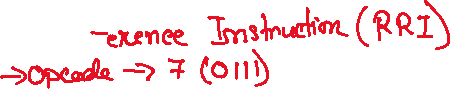 -erence Instruction (RRI)
→ Opcode → 7 (0111)